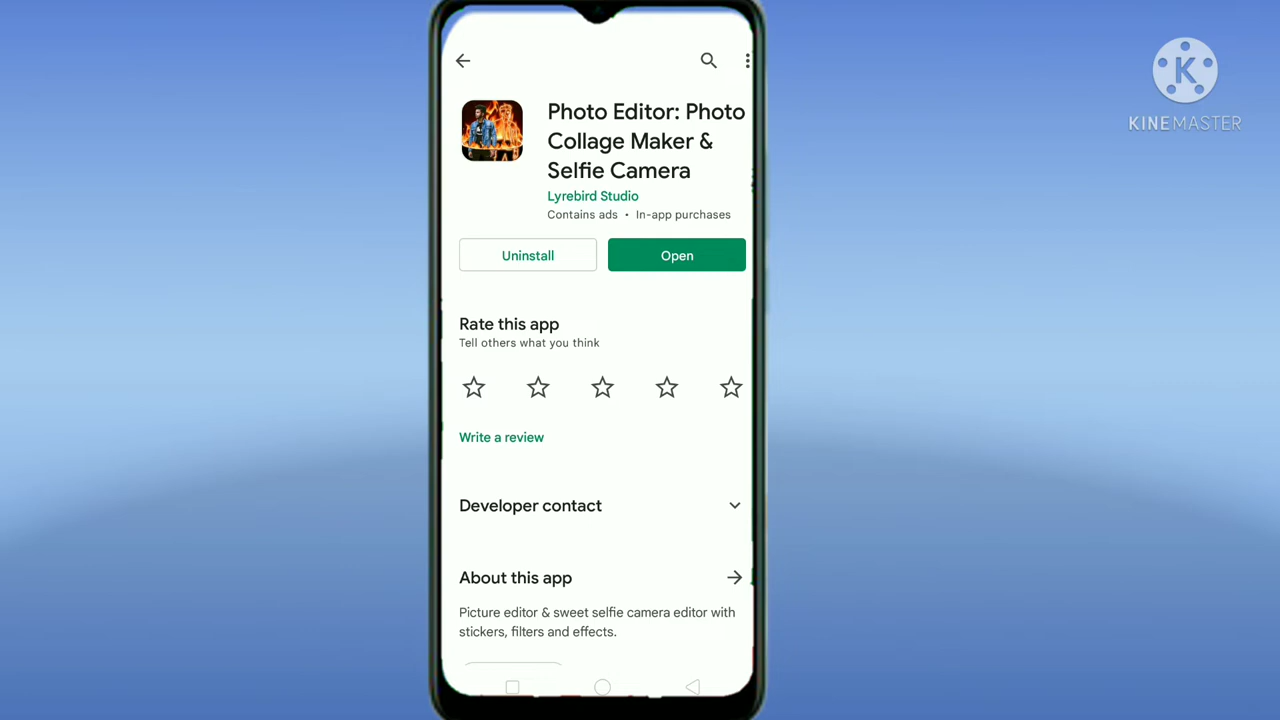 Photo Editor: Photo
Collage Maker &
Selfie Camera
Lyrebird Studio
Contains ads • In-app purchases
Uninstall
Open
Rate this app
Tell others what you think
Write a review
Developer contact
About this app
Picture editor & sweet selfie camera editor with
stickers, filters and effects.
K
KINEMASTER